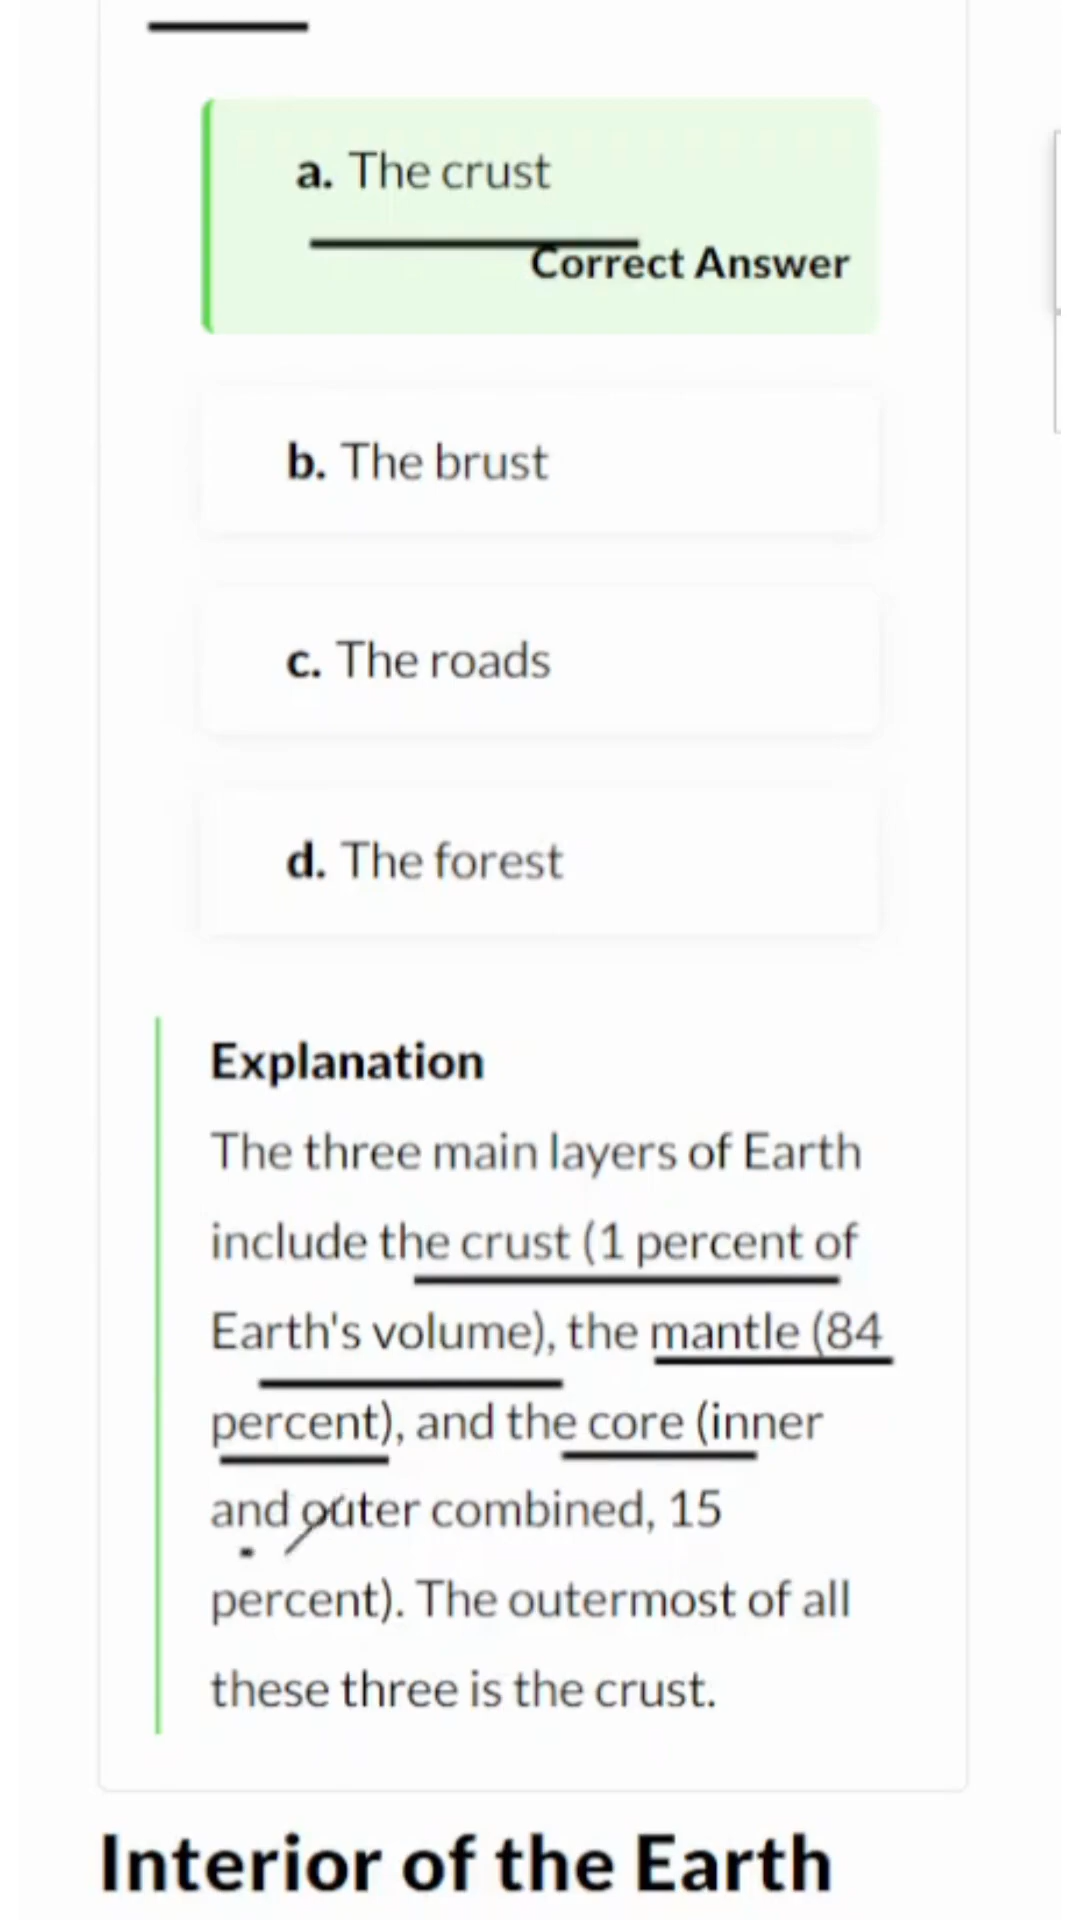 a. The crust
Correct Answer
b. The brust
c. The roads
d. The forest
Explanation
The three main layers of Earth
include the crust (1 percent of
Earth's volume), the mantle (84
percent), and the core (inner
and outer combined, 15
percent). The outermost of all
these three is the crust.
Interior of the Earth